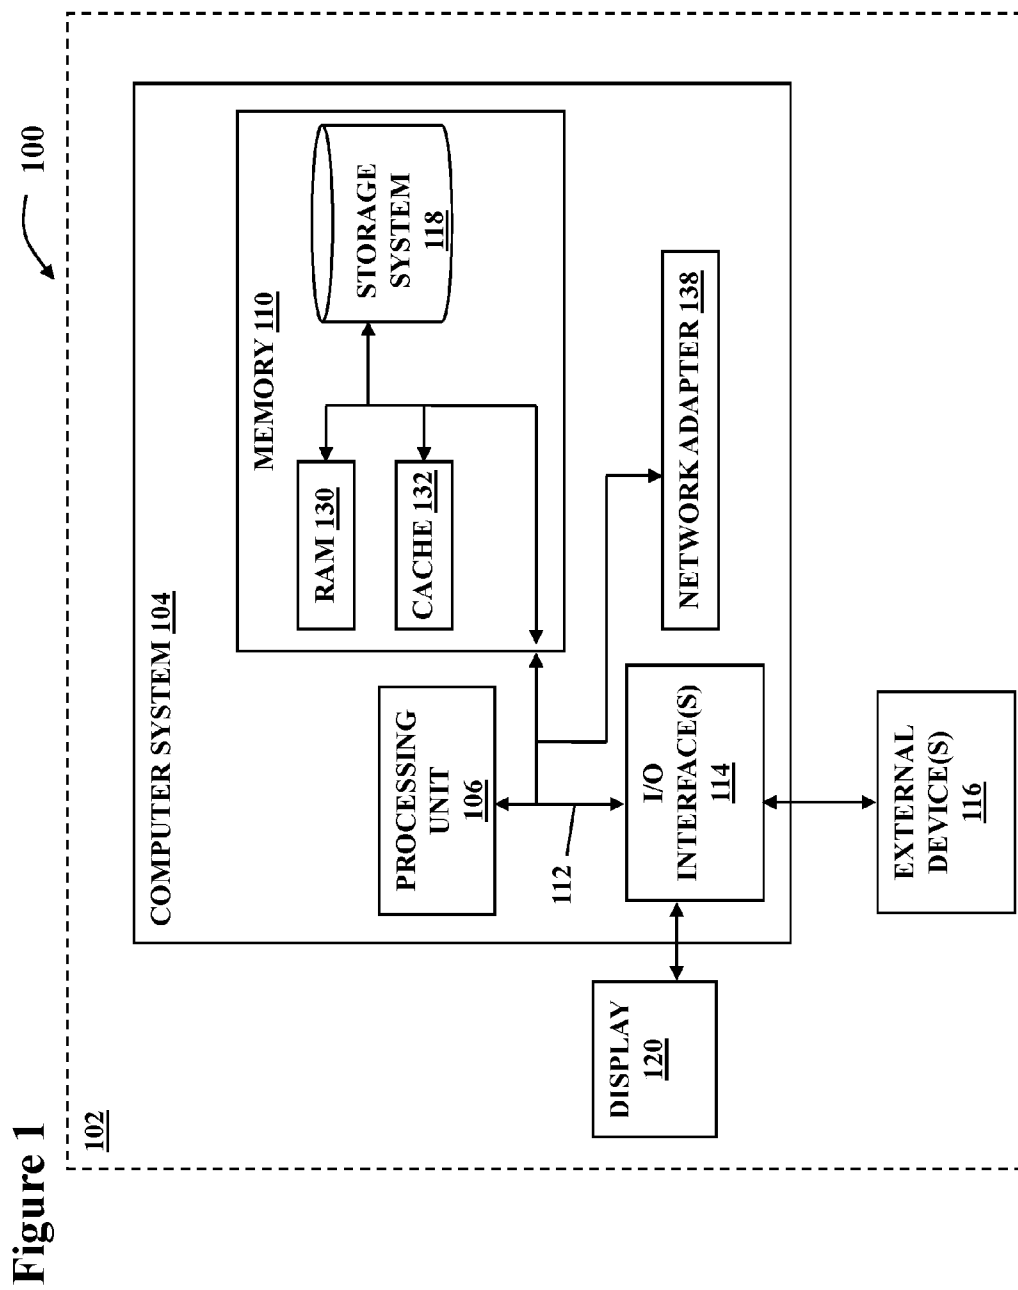 Figure 1
100
102
COMPUTER SYSTEM 104
MEMORY 110
RAM 130
CACHE 132
STORAGE
SYSTEM
118
PROCESSING
UNIT
106
112
I/O
INTERFACE(S)
114
NETWORK ADAPTER 138
DISPLAY
120
EXTERNAL
DEVICE(S)
116